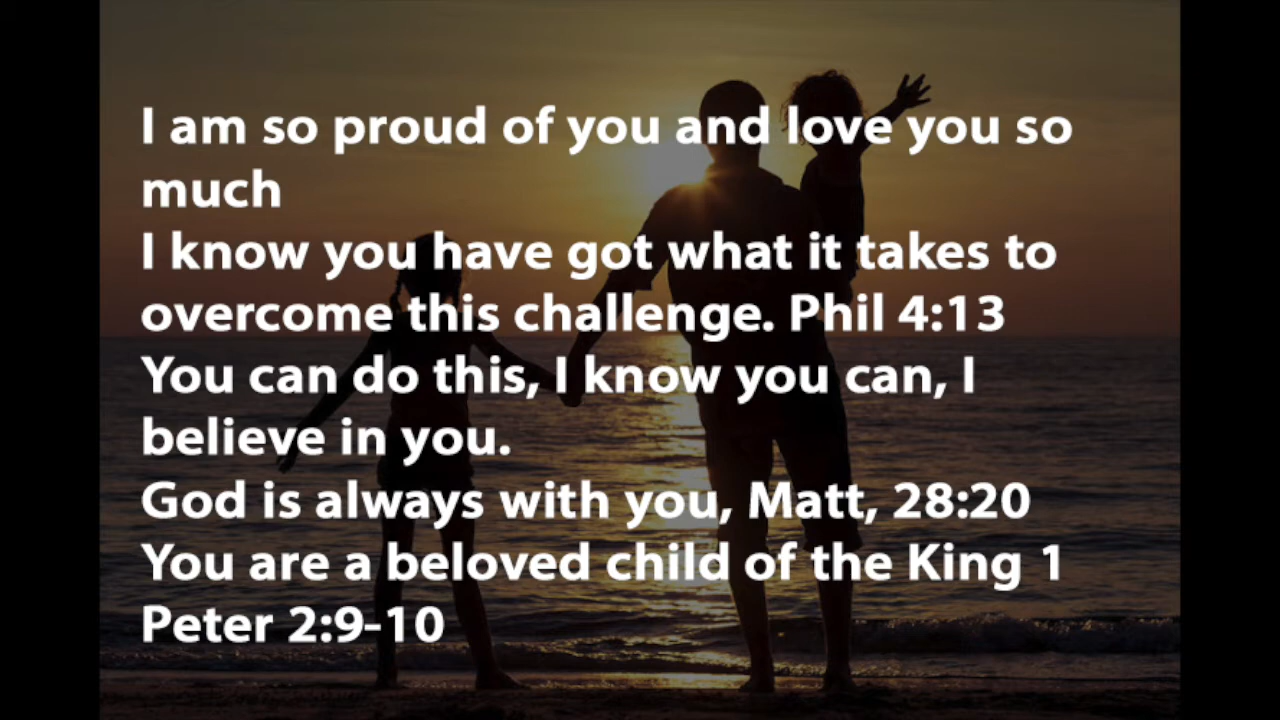 I am so proud of you and love you so
much
I know you have got what it takes to
overcome this challenge. Phil 4:13
You can do this, I know you can, I
believe in you.
God is always with you, Matt, 28:20
You are a beloved child of the King 1
Peter 2:9-10